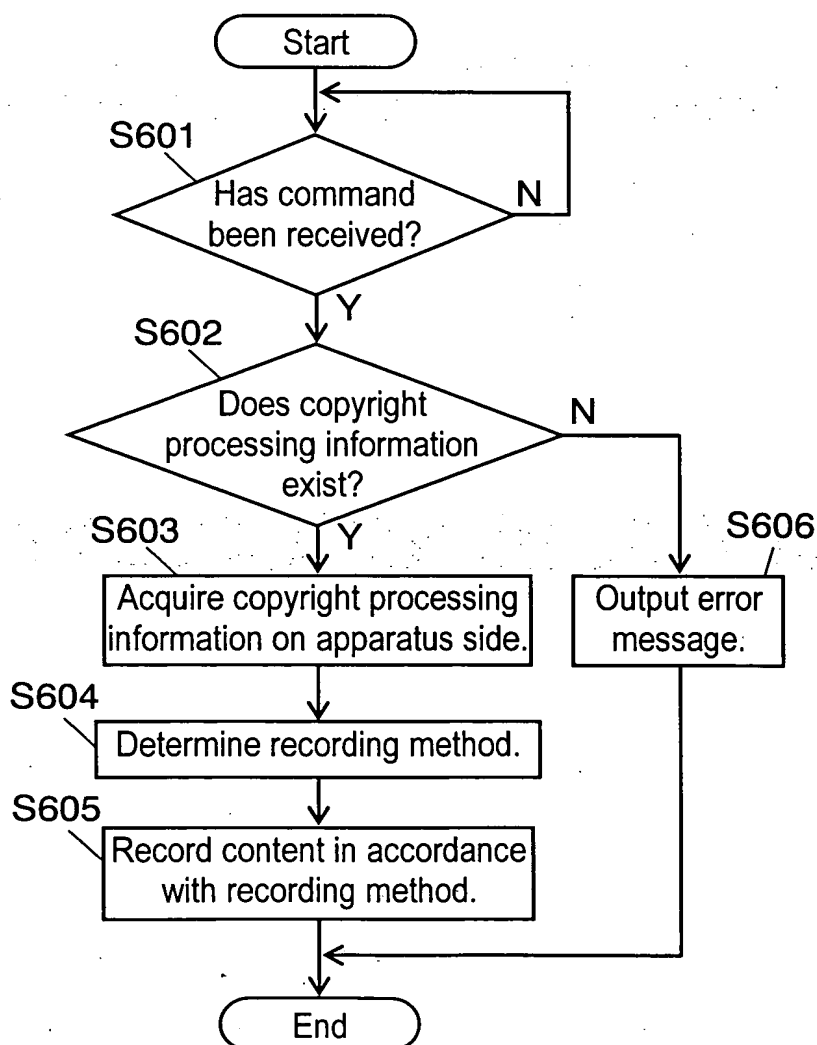 Start
S601
Has command
been received?
N
Y
S602
Does copyright
processing information
exist?
N
Y
S603
Acquire copyright processing
information on apparatus side.
S606
Output error
message.
S604
Determine recording method.
S605
Record content in accordance
with recording method.
End